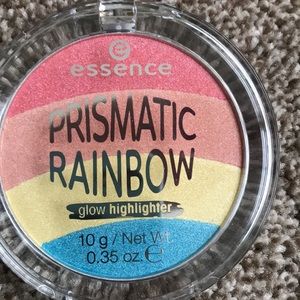 essence
PRISMATIC
RAINBOW
glow highlighter
10 g / Net Wt.
0.35 oz. ℮